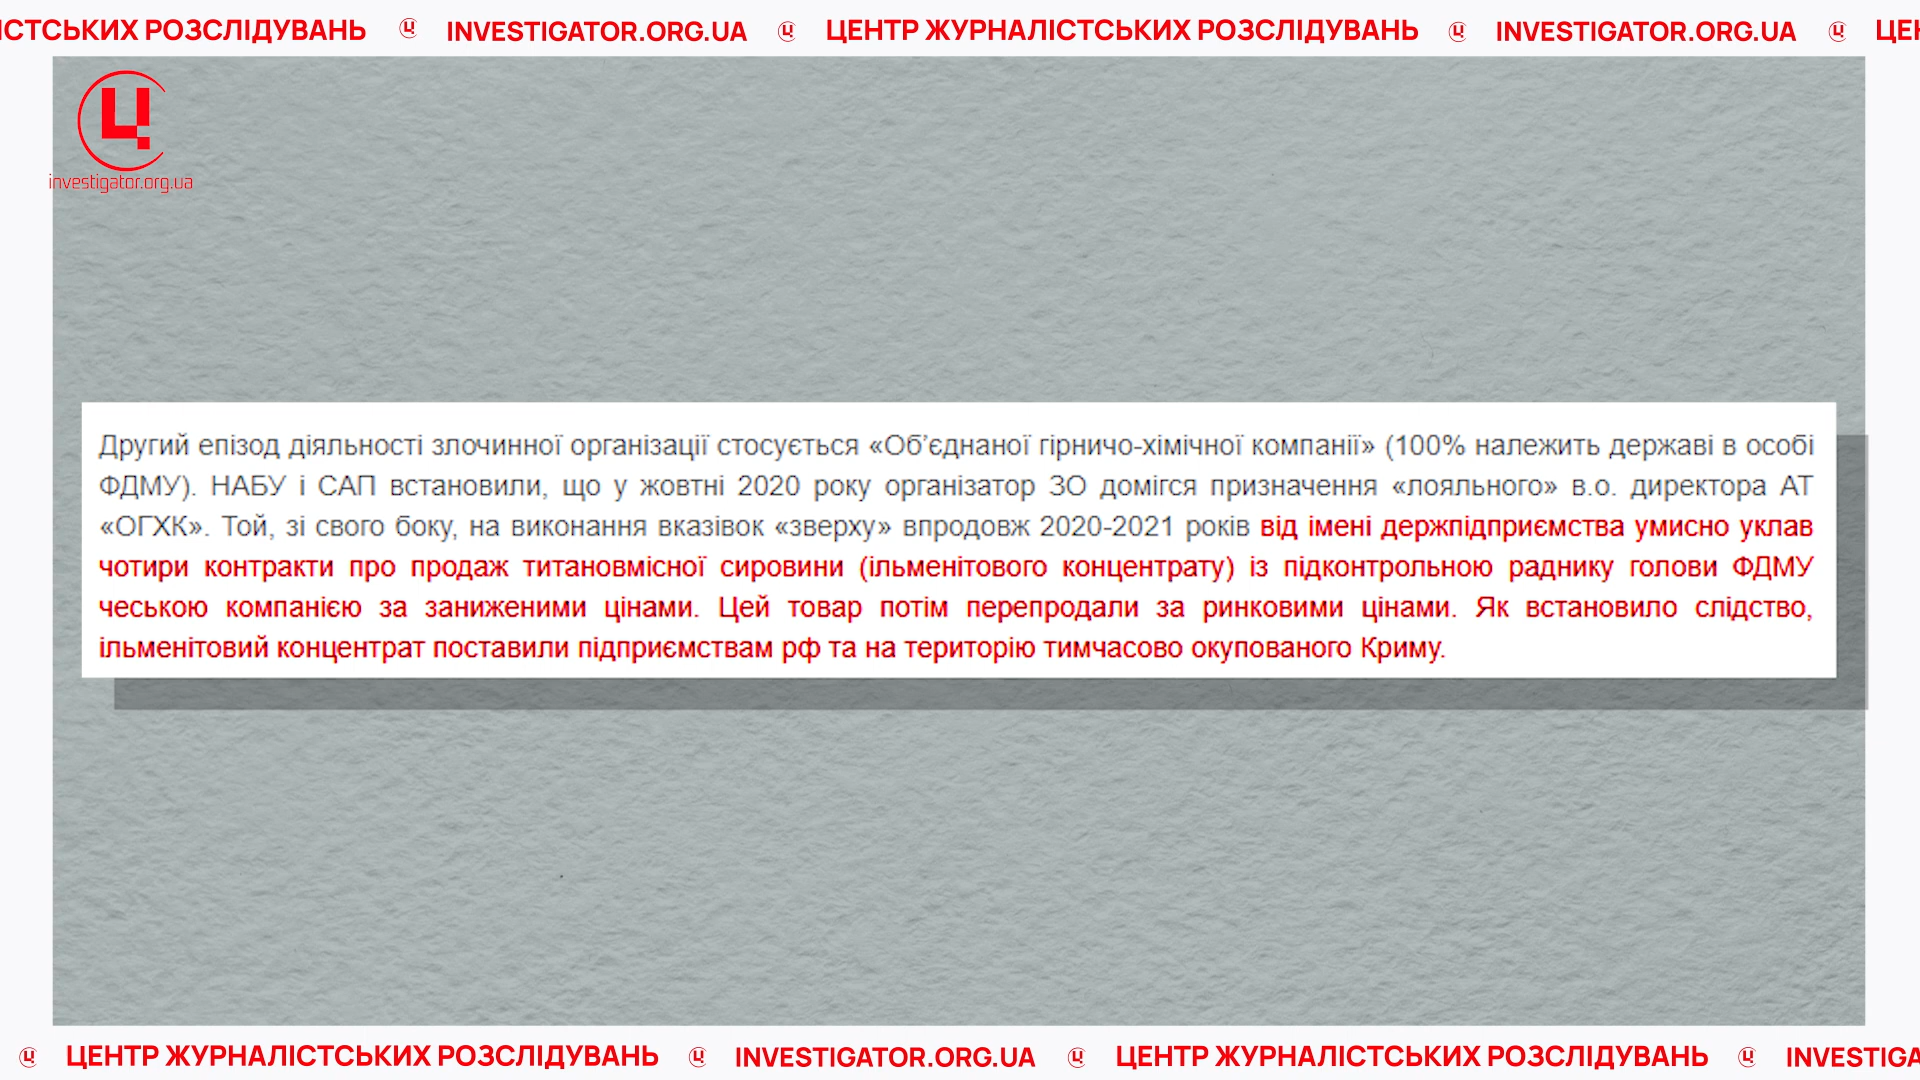 ІСТСЬКИХ РОЗСЛІДУВАНЬ INVESTIGATOR.ORG.UA ЦЕНТР ЖУРНАЛІСТСЬКИХ РОЗСЛІДУВАНЬ INVESTIGATOR.ORG.UA ЦЕН
Ц
investigator.org.ua
Другий епізод діяльності злочинної організації стосується «Об’єднаної гірничо-хімічної компанії» (100% належить державі в особі
ФДМУ). НАБУ і САП встановили, що у жовтні 2020 року організатор ЗО домігся призначення «лояльного» в.о. директора АТ
«ОГХК». Той, зі свого боку, на виконання вказівок «зверху» впродовж 2020-2021 років від імені держпідприємства умисно уклав
чотири контракти про продаж титановмісної сировини (ільменітового концентрату) із підконтрольною раднику голови ФДМУ
чеською компанією за заниженими цінами. Цей товар потім перепродали за ринковими цінами. Як встановило слідство,
ільменітовий концентрат поставили підприємствам рф та на територію тимчасово окупованого Криму.
ЦЕНТР ЖУРНАЛІСТСЬКИХ РОЗСЛІДУВАНЬ INVESTIGATOR.ORG.UA ЦЕНТР ЖУРНАЛІСТСЬКИХ РОЗСЛІДУВАНЬ INVESTIGA